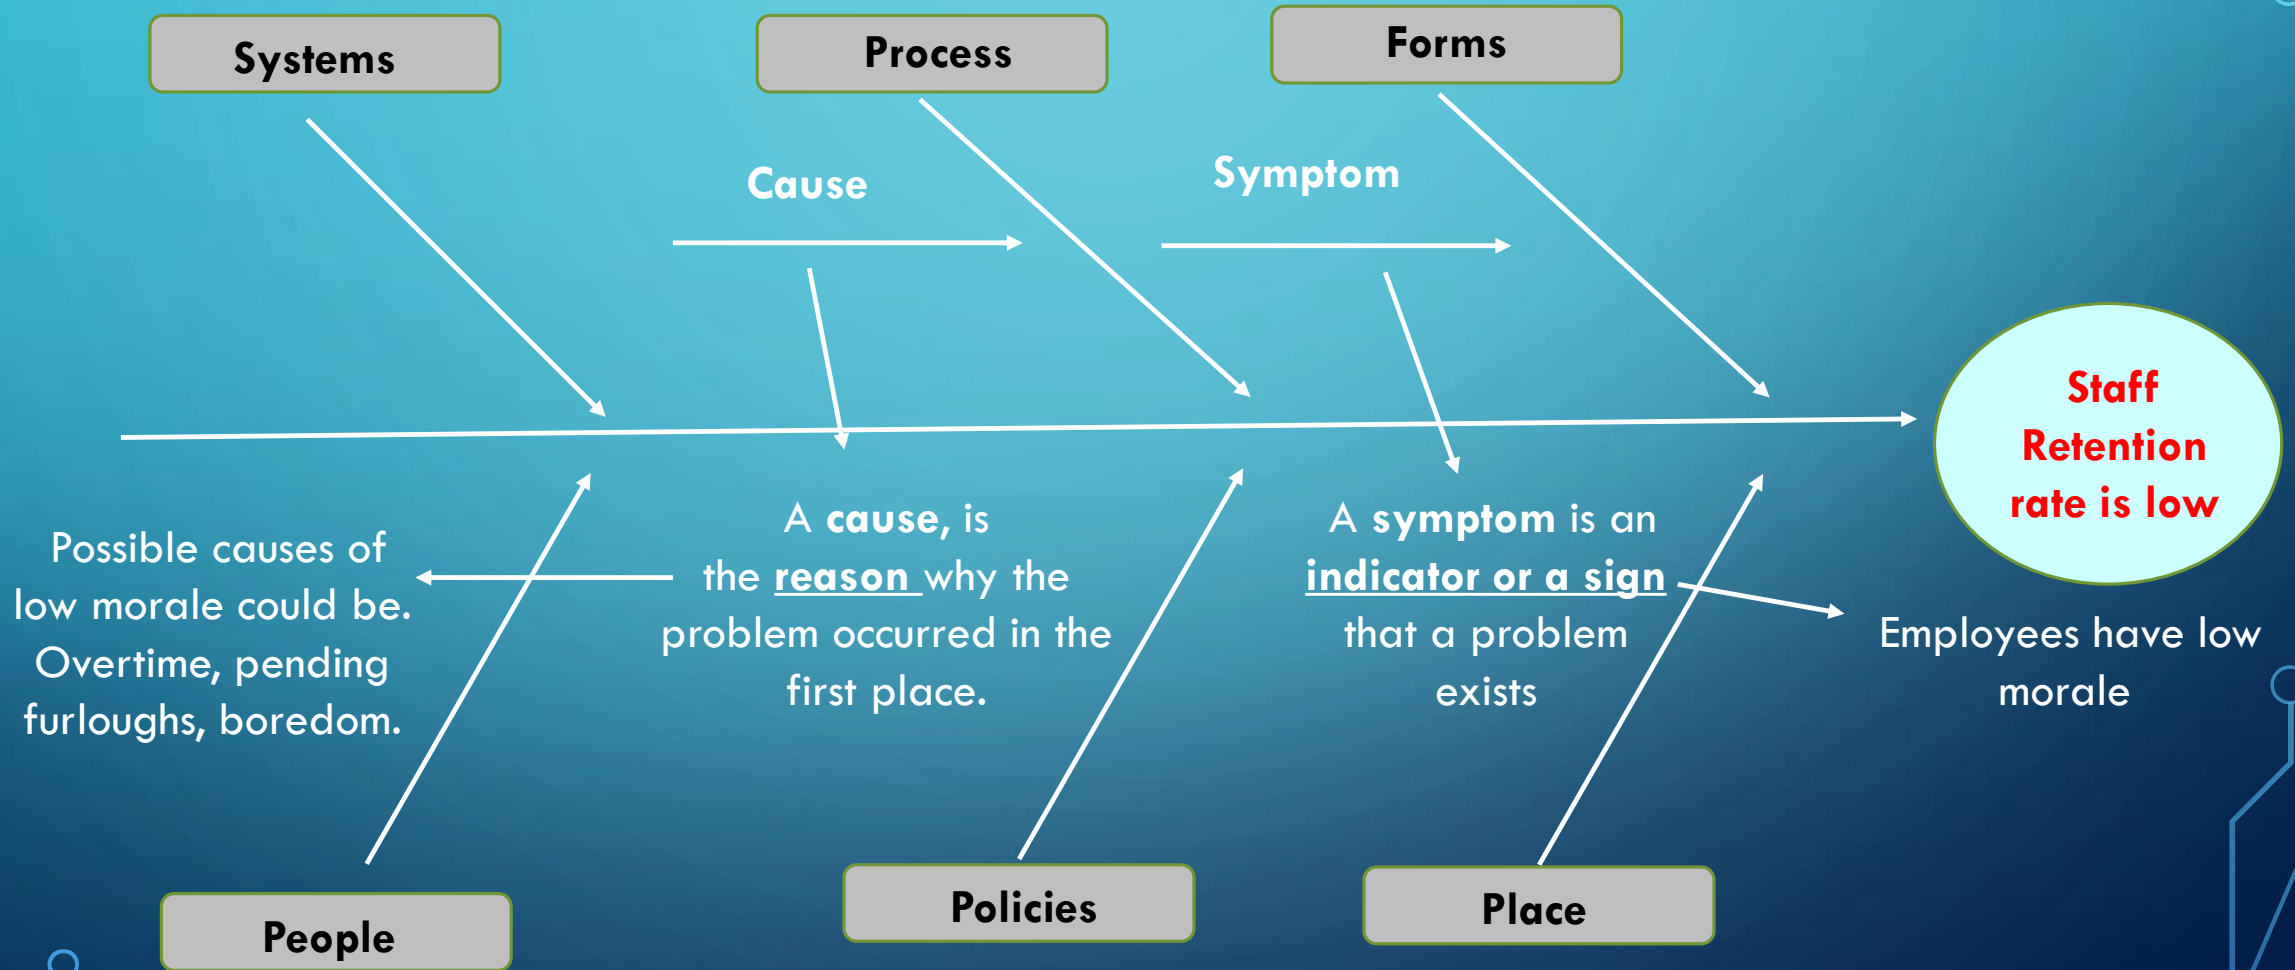 Systems
Process
Forms
Cause
Symptom
Staff
Retention
rate is low
Possible causes of
low morale could be.
Overtime, pending
furloughs, boredom.
A cause, is
the reason why the
problem occurred in the
first place.
A symptom is an
indicator or a sign
that a problem
exists
Employees have low
morale
People
Policies
Place